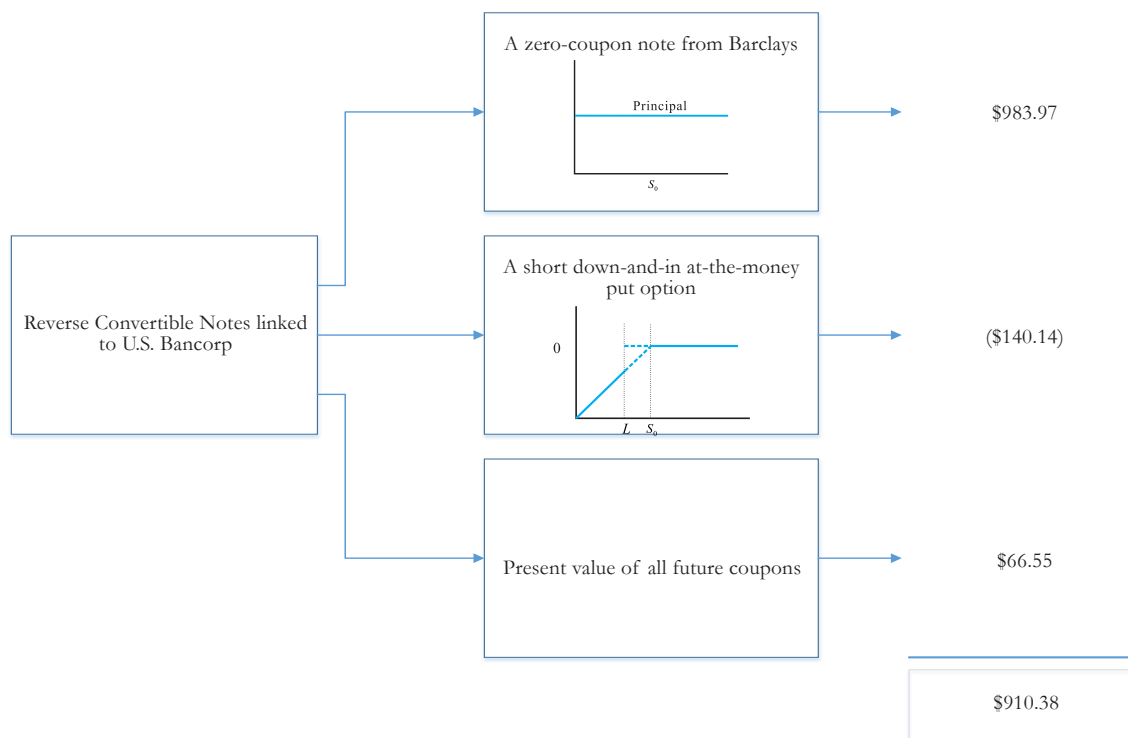 A zero-coupon note from Barclays
Principal
S₀
$983.97
Reverse Convertible Notes linked
to U.S. Bancorp
A short down-and-in at-the-money
put option
0
L S₀
($140.14)
Present value of all future coupons
$66.55
$910.38